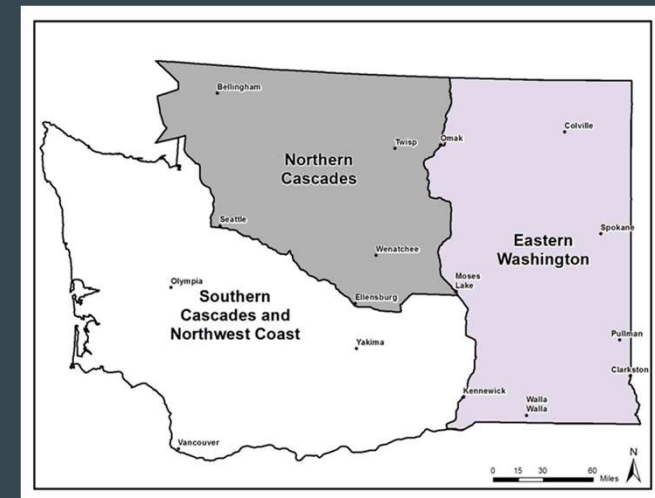 Bellingham
Twisp
Omak
Colville
Northern
Cascades
Seattle
Spokane
Eastern
Washington
Wenatchee
Moses
Lake
Olympia
Southern
Cascades and
Northwest Coast
Ellensburg
Yakima
Pullman
Clarkston
Kennewick
Walla
Walla
Vancouver
N
0 15 30 60
Miles